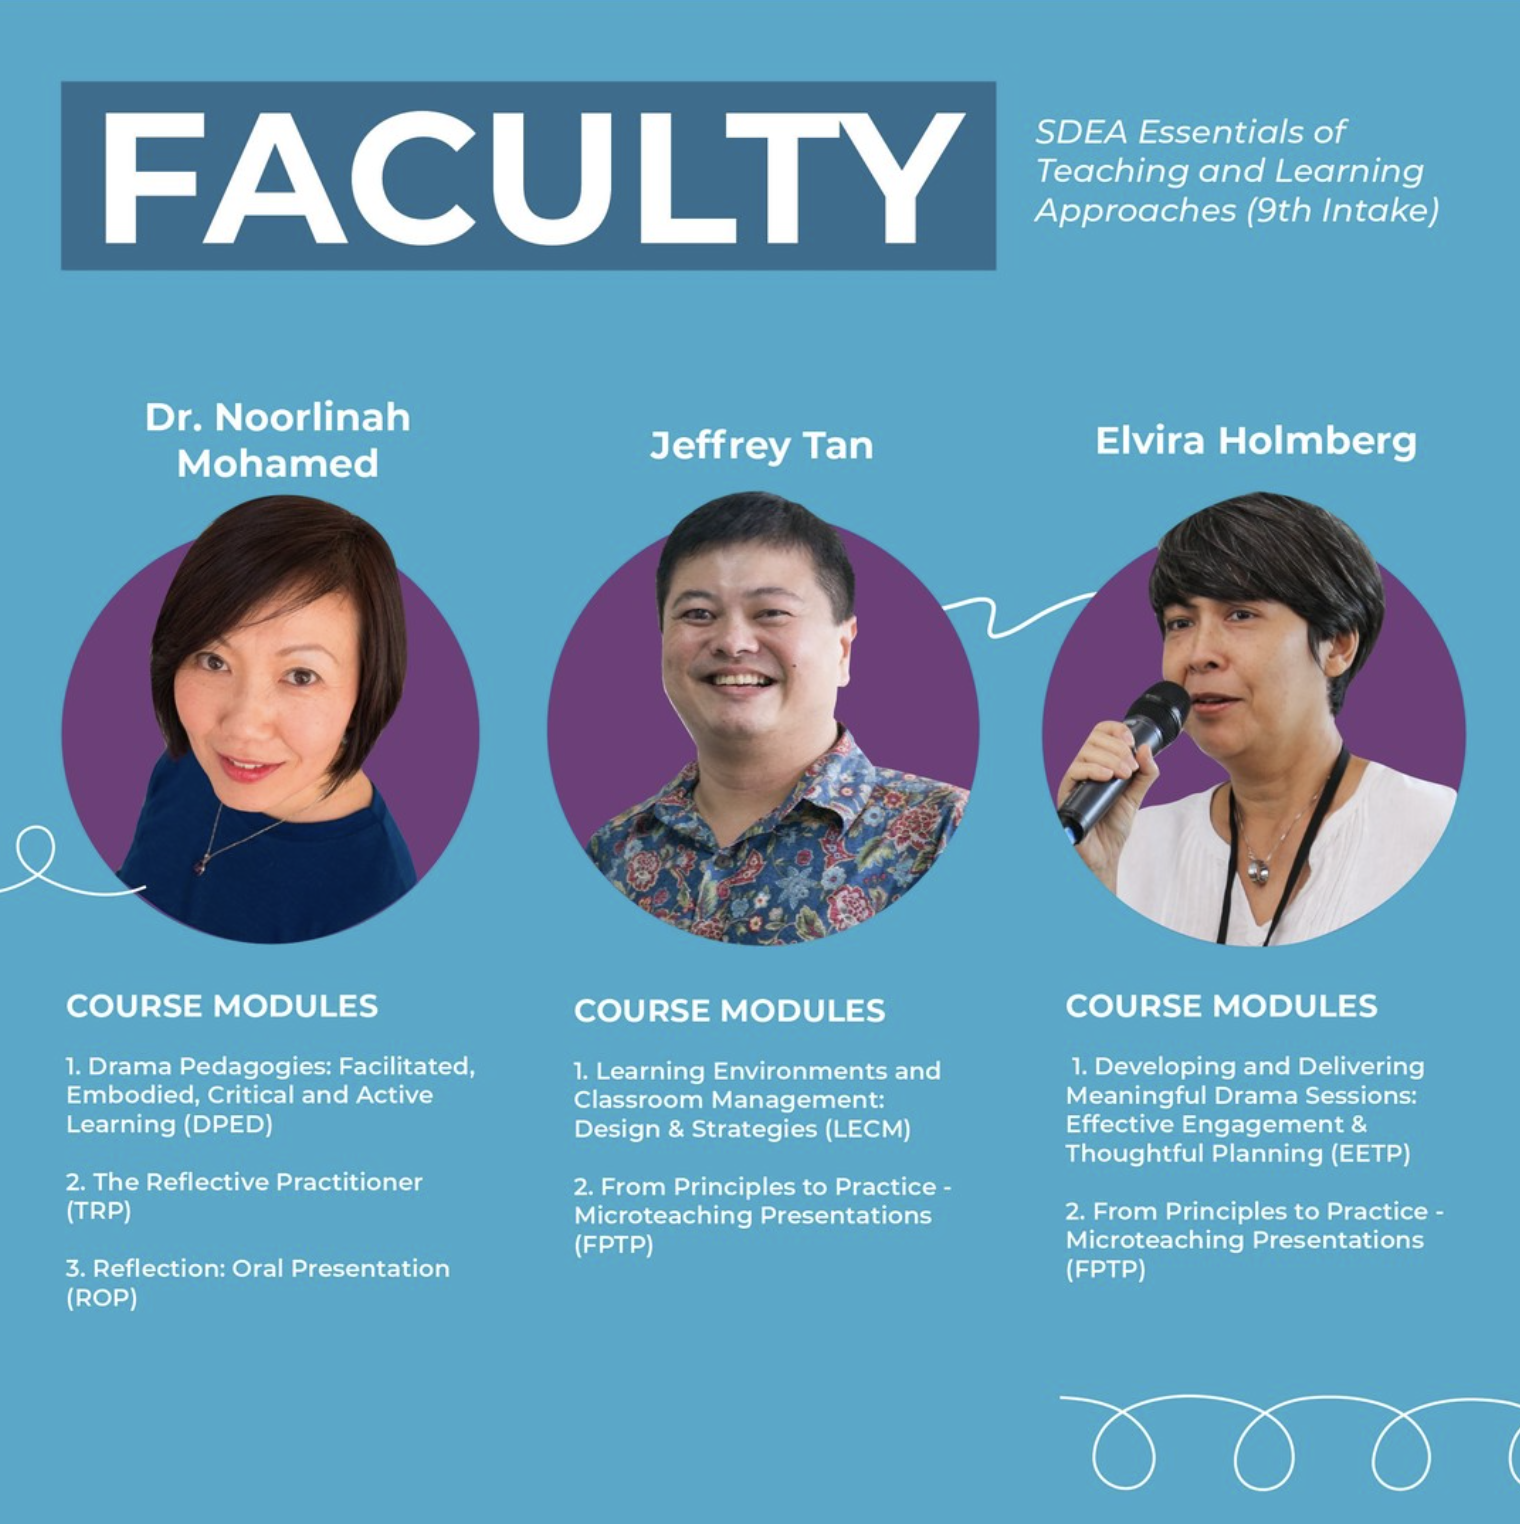 FACULTY
SDEA Essentials of
Teaching and Learning
Approaches (9th Intake)
Dr. Noorlinah
Mohamed
Jeffrey Tan
Elvira Holmberg
COURSE MODULES
1. Drama Pedagogies: Facilitated,
Embodied, Critical and Active
Learning (DPED)
2. The Reflective Practitioner
(TRP)
3. Reflection: Oral Presentation
(ROP)
COURSE MODULES
1. Learning Environments and
Classroom Management:
Design & Strategies (LECM)
2. From Principles to Practice -
Microteaching Presentations
(FPTP)
COURSE MODULES
1. Developing and Delivering
Meaningful Drama Sessions:
Effective Engagement &
Thoughtful Planning (EETP)
2. From Principles to Practice -
Microteaching Presentations
(FPTP)